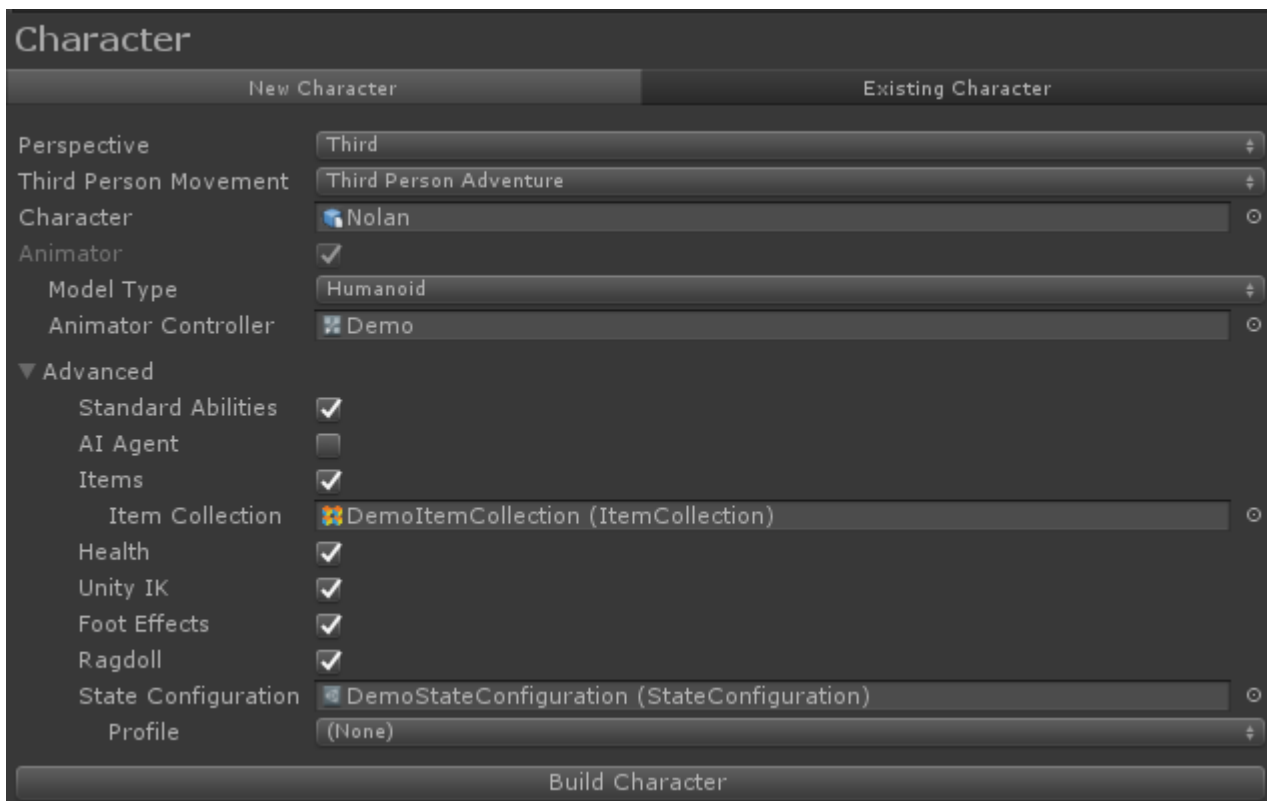 Character
New Character Existing Character
Perspective Third
Third Person Movement Third Person Adventure
Character Nolan
Animator
Model Type Humanoid
Animator Controller Demo
Advanced
Standard Abilities
AI Agent
Items
Item Collection DemoItemCollection (ItemCollection)
Health
Unity IK
Foot Effects
Ragdoll
State Configuration DemoStateConfiguration (StateConfiguration)
Profile (None)
Build Character